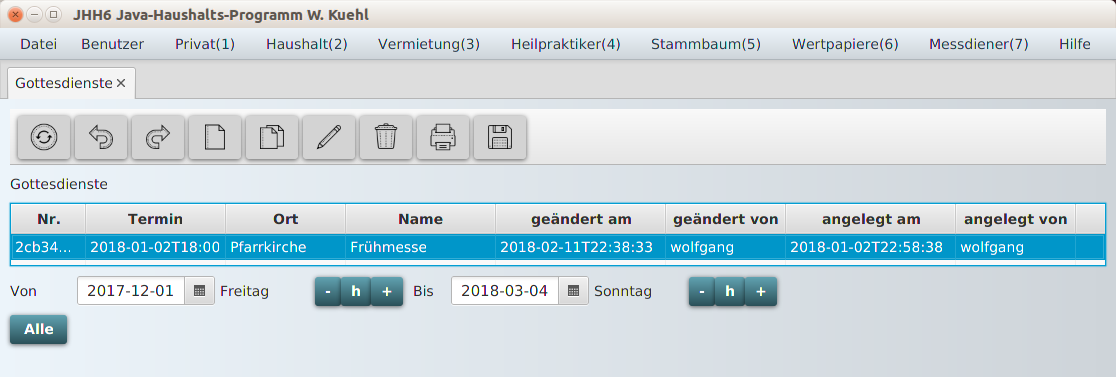 JHH6 Java-Haushalts-Programm W. Kuehl
Datei Benutzer Privat(1) Haushalt(2) Vermietung(3) Heilpraktiker(4) Stammbaum(5) Wertpapiere(6) Messdiener(7) Hilfe
Gottesdienste
Gottesdienste
Nr. Termin Ort Name geändert am geändert von angelegt am angelegt von
2cb34... 2018-01-02T18:00 Pfarrkirche Frühmesse 2018-02-11T22:38:33 wolfgang 2018-01-02T22:58:38 wolfgang
Von 2017-12-01 Freitag - h + Bis 2018-03-04 Sonntag - h +
Alle